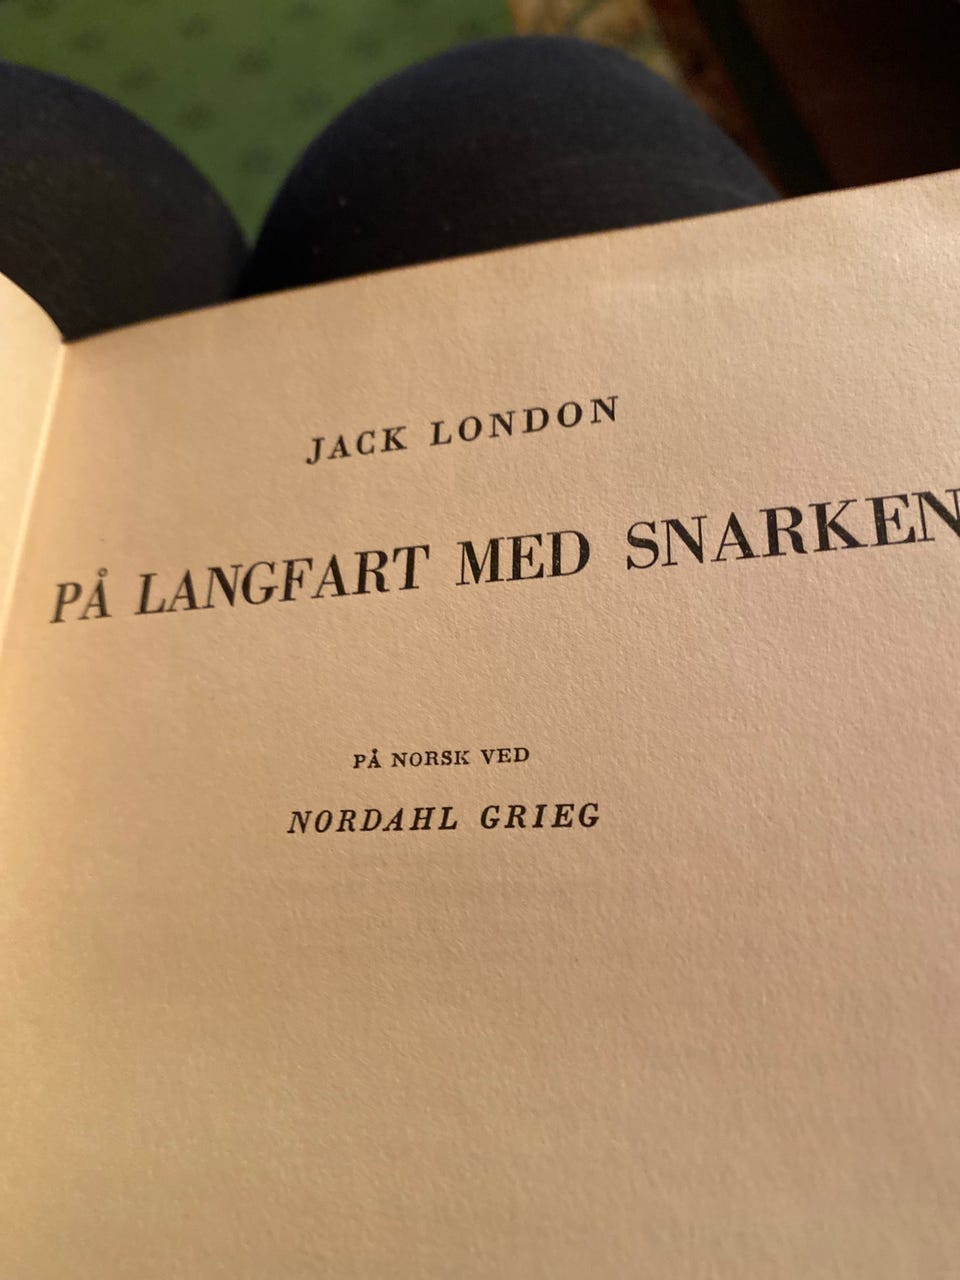 JACK LONDON
PÅ LANGFART MED SNARKEN
PÅ NORSK VED
NORDAHL GRIEG